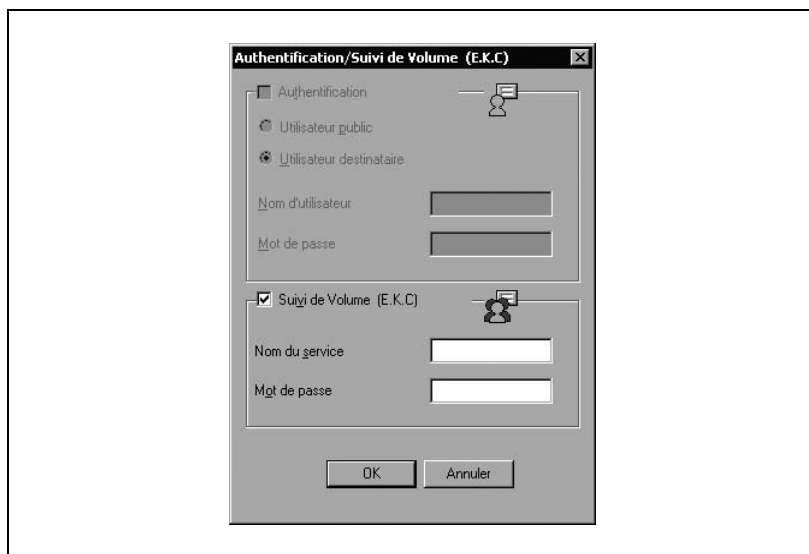 Authentification/Suivi de Volume (E.K.C)
Authentification
Utilisateur public
Utilisateur destinataire
Nom d'utilisateur
Mot de passe
Suivi de Volume (E.K.C)
Nom du service
Mot de passe
OK Annuler